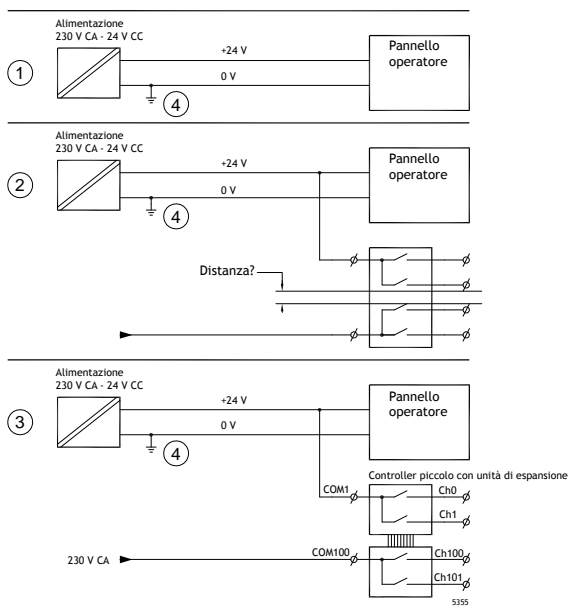 Alimentazione
230 V CA - 24 V CC
+24 V
0 V
Pannello
operatore
1
4
Alimentazione
230 V CA - 24 V CC
+24 V
0 V
Pannello
operatore
2
4
Distanza?
Alimentazione
230 V CA - 24 V CC
+24 V
0 V
Pannello
operatore
3
4
Controller piccolo con unità di espansione
COM1
Ch0
Ch1
230 V CA
COM100
Ch100
Ch101
5355